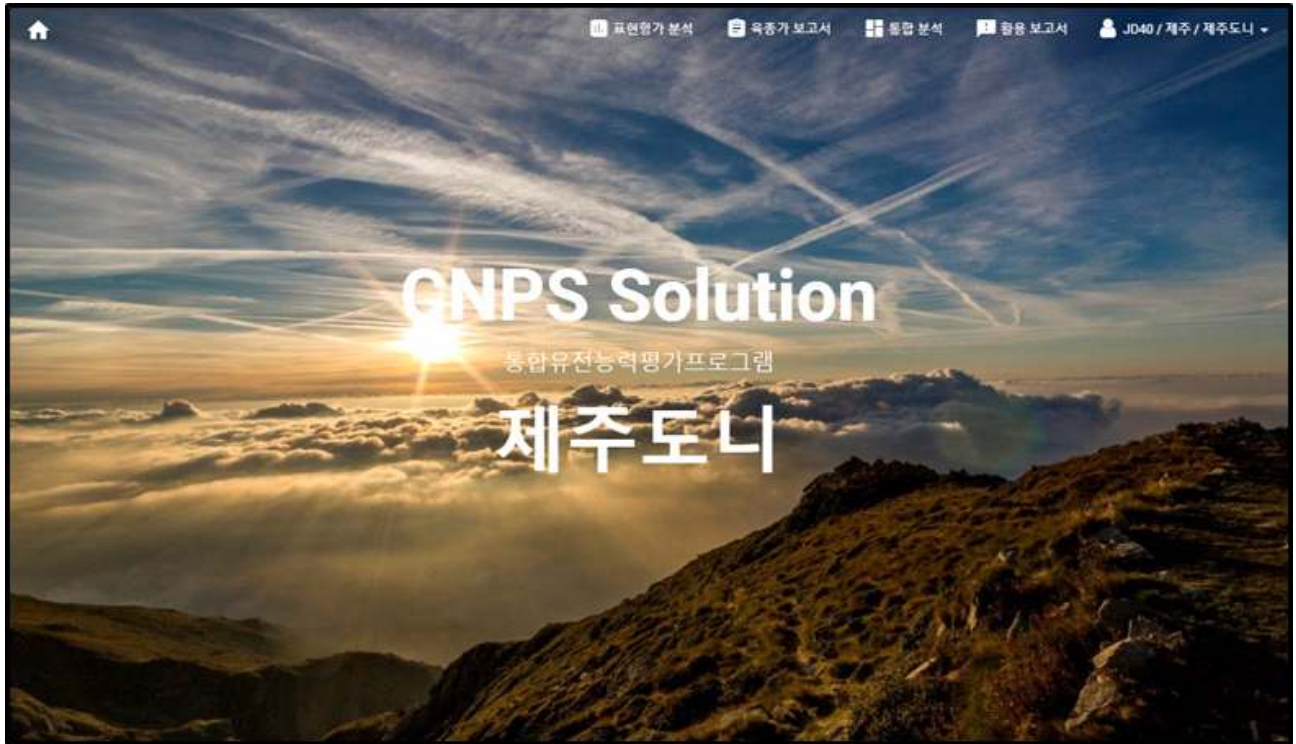 표현형가 분석 육종가 보고서 통합 분석 활용 보고서 JD40 / 제주 / 제주도니
GNPS Solution
통합유전능력평가프로그램
제주도니